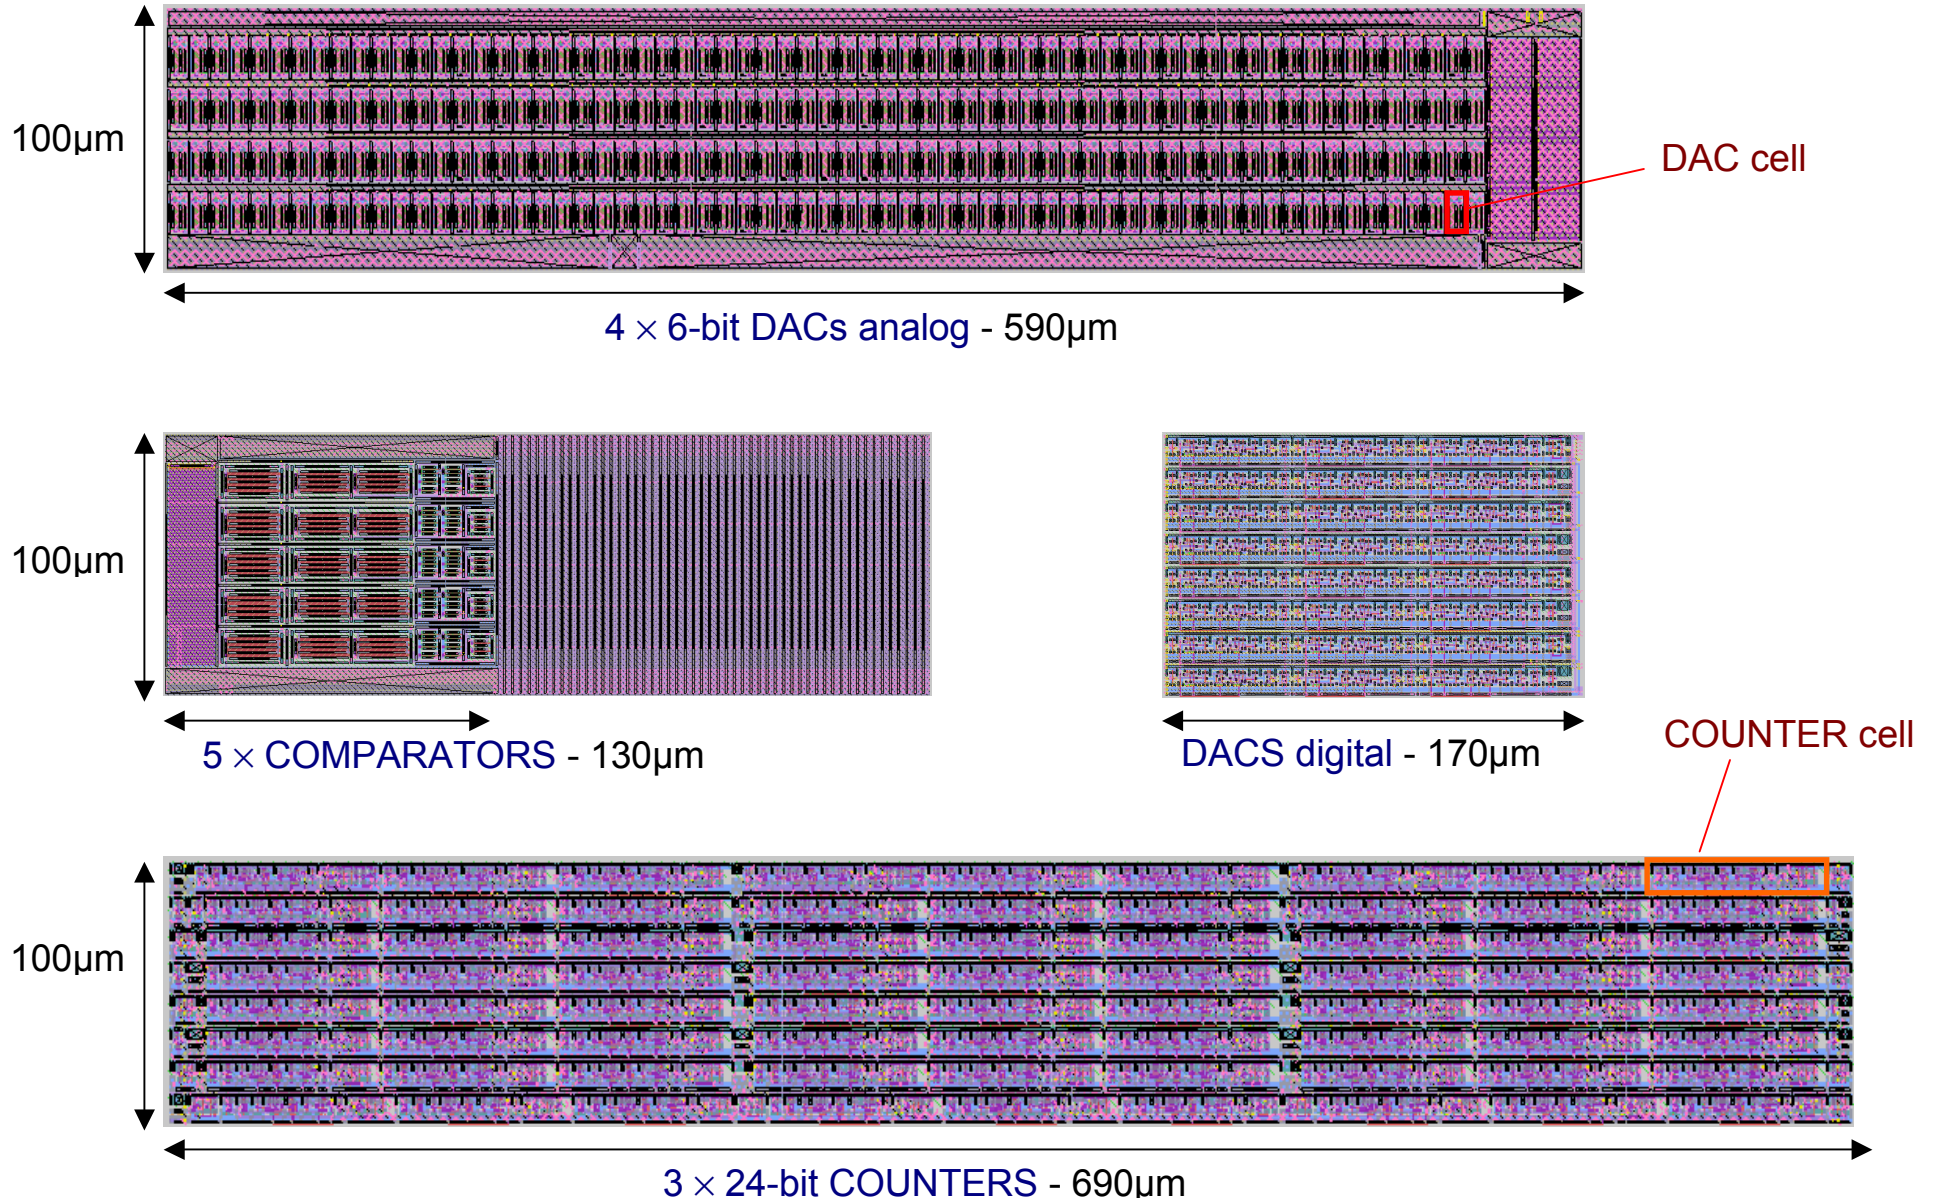 100µm
DAC cell
4 × 6-bit DACs analog - 590µm
100µm
5 × COMPARATORS - 130µm
DACS digital - 170µm
COUNTER cell
100µm
3 × 24-bit COUNTERS - 690µm